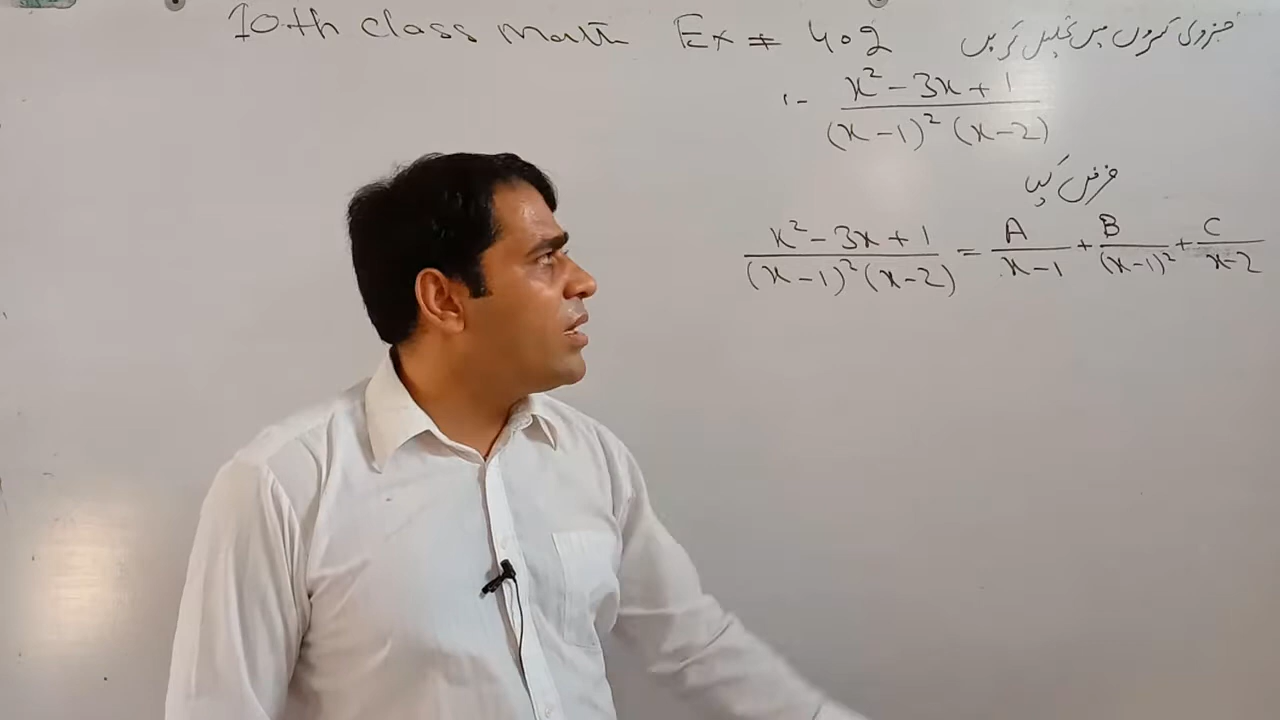 10th class math Ex = 4.2 جزوی کسروں میں تحلیل کریں
1- x² - 3x + 1 / (x-1)² (x-2)
فرض کیا
x² - 3x + 1 / (x-1)² (x-2) = A / x-1 + B / (x-1)² + C / x-2